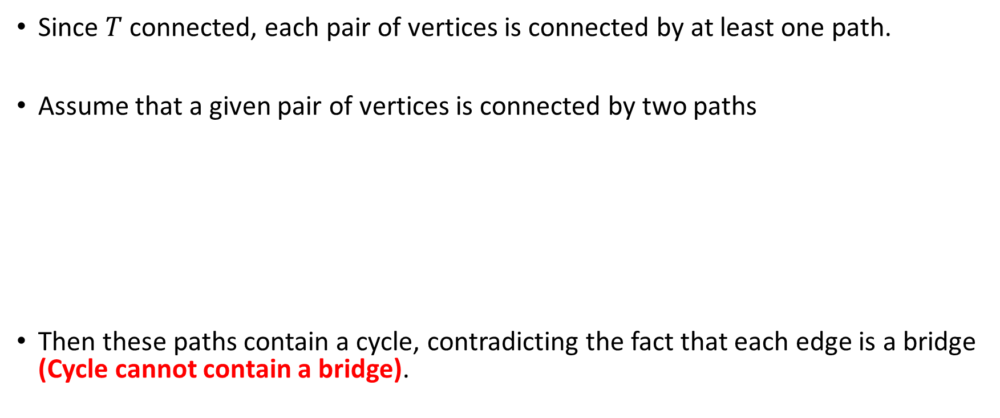 • Since T connected, each pair of vertices is connected by at least one path.
• Assume that a given pair of vertices is connected by two paths
• Then these paths contain a cycle, contradicting the fact that each edge is a bridge
(Cycle cannot contain a bridge).